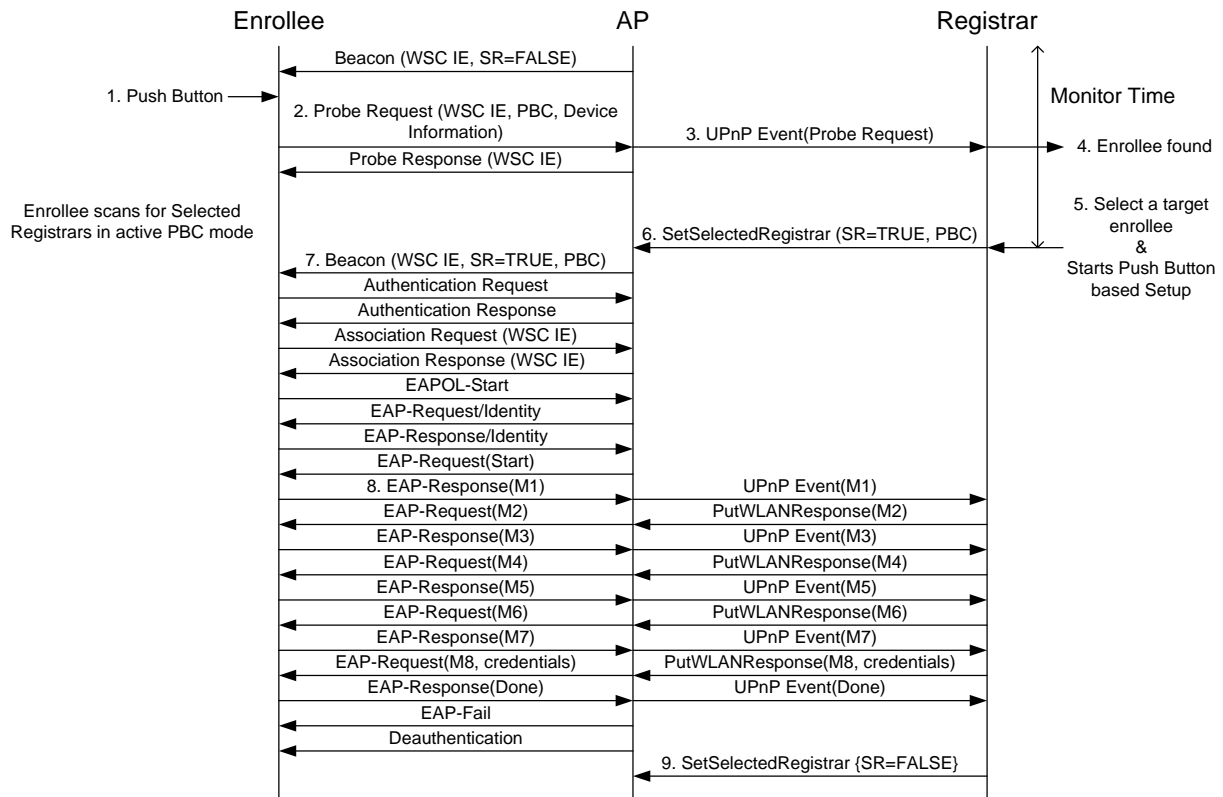 Enrollee
AP
Registrar
Beacon (WSC IE, SR=FALSE)
1. Push Button
Monitor Time
2. Probe Request (WSC IE, PBC, Device
Information)
3. UPnP Event(Probe Request)
4. Enrollee found
Probe Response (WSC IE)
Enrollee scans for Selected
Registrars in active PBC mode
5. Select a target
enrollee
&
Starts Push Button
based Setup
6. SetSelectedRegistrar (SR=TRUE, PBC)
7. Beacon (WSC IE, SR=TRUE, PBC)
Authentication Request
Authentication Response
Association Request (WSC IE)
Association Response (WSC IE)
EAPOL-Start
EAP-Request/Identity
EAP-Response/Identity
EAP-Request(Start)
8. EAP-Response(M1)
UPnP Event(M1)
EAP-Request(M2)
PutWLANResponse(M2)
EAP-Response(M3)
UPnP Event(M3)
EAP-Request(M4)
PutWLANResponse(M4)
EAP-Response(M5)
UPnP Event(M5)
EAP-Request(M6)
PutWLANResponse(M6)
EAP-Response(M7)
UPnP Event(M7)
EAP-Request(M8, credentials)
PutWLANResponse(M8, credentials)
EAP-Response(Done)
UPnP Event(Done)
EAP-Fail
Deauthentication
9. SetSelectedRegistrar {SR=FALSE}